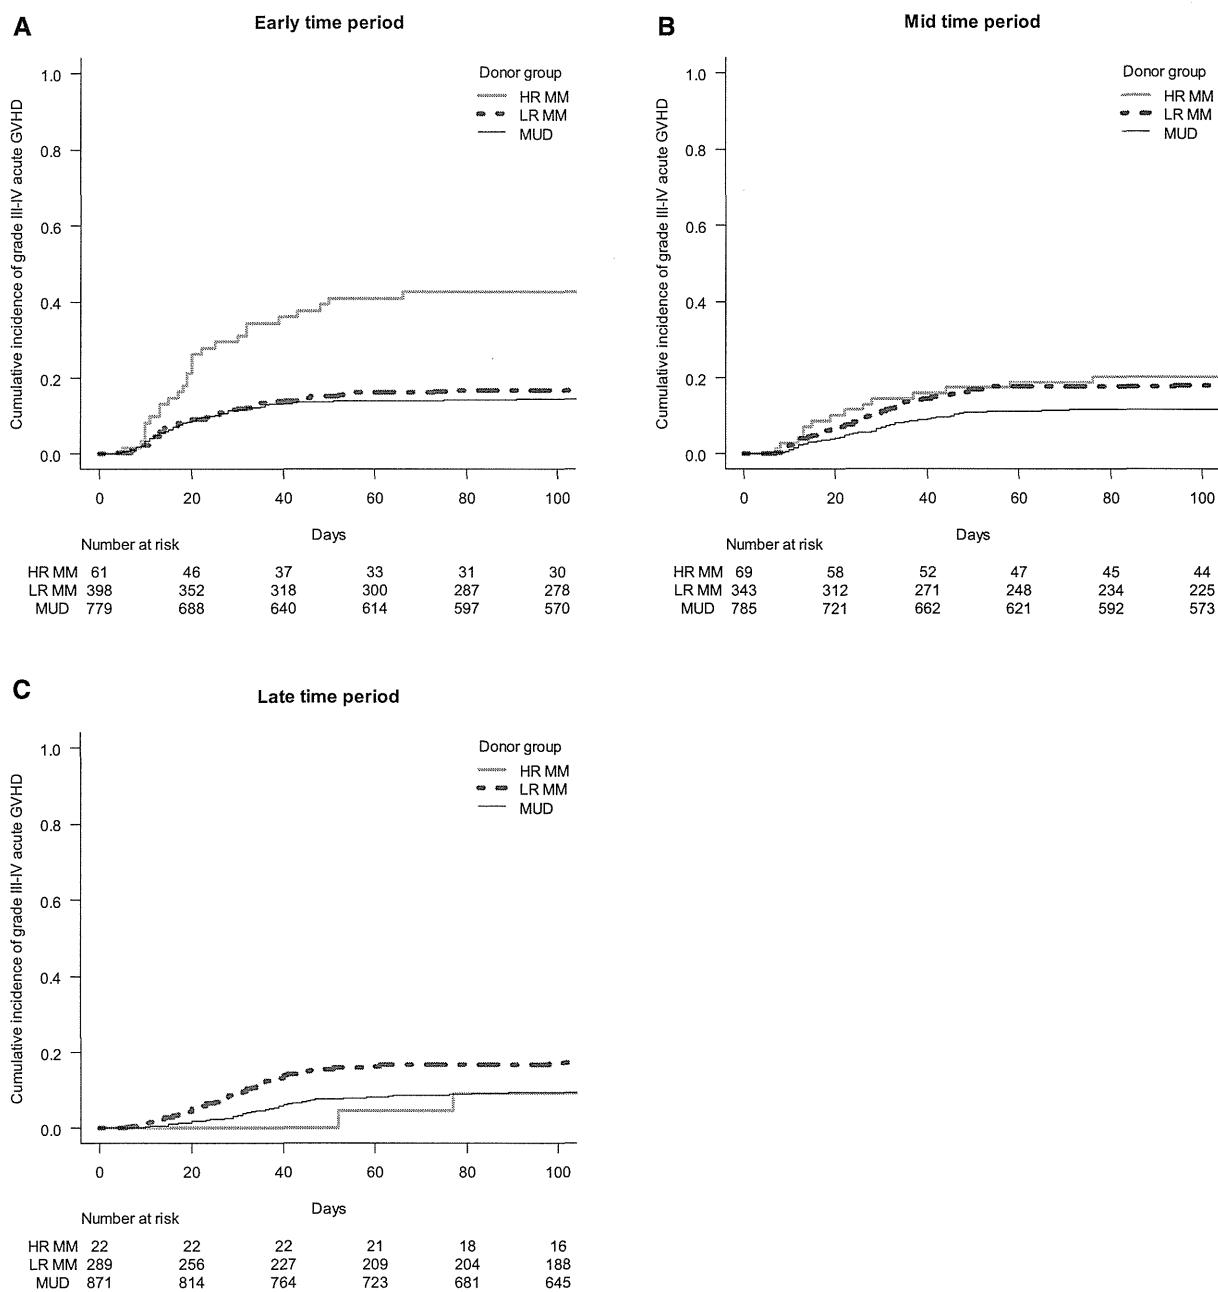 A
Early time period
Cumulative incidence of grade III-IV acute GVHD
1.0
0.8
0.6
0.4
0.2
0.0
Donor group
HR MM
LR MM
MUD
0 20 40 60 80 100
Days
Number at risk
HR MM 61 46 37 33 31 30
LR MM 398 352 318 300 287 278
MUD 779 688 640 614 597 570
B
Mid time period
Cumulative incidence of grade III-IV acute GVHD
1.0
0.8
0.6
0.4
0.2
0.0
Donor group
HR MM
LR MM
MUD
0 20 40 60 80 100
Days
Number at risk
HR MM 69 58 52 47 45 44
LR MM 343 312 271 248 234 225
MUD 785 721 662 621 592 573
C
Late time period
Cumulative incidence of grade III-IV acute GVHD
1.0
0.8
0.6
0.4
0.2
0.0
Donor group
HR MM
LR MM
MUD
0 20 40 60 80 100
Days
Number at risk
HR MM 22 22 22 21 18 16
LR MM 289 256 227 209 204 188
MUD 871 814 764 723 681 645